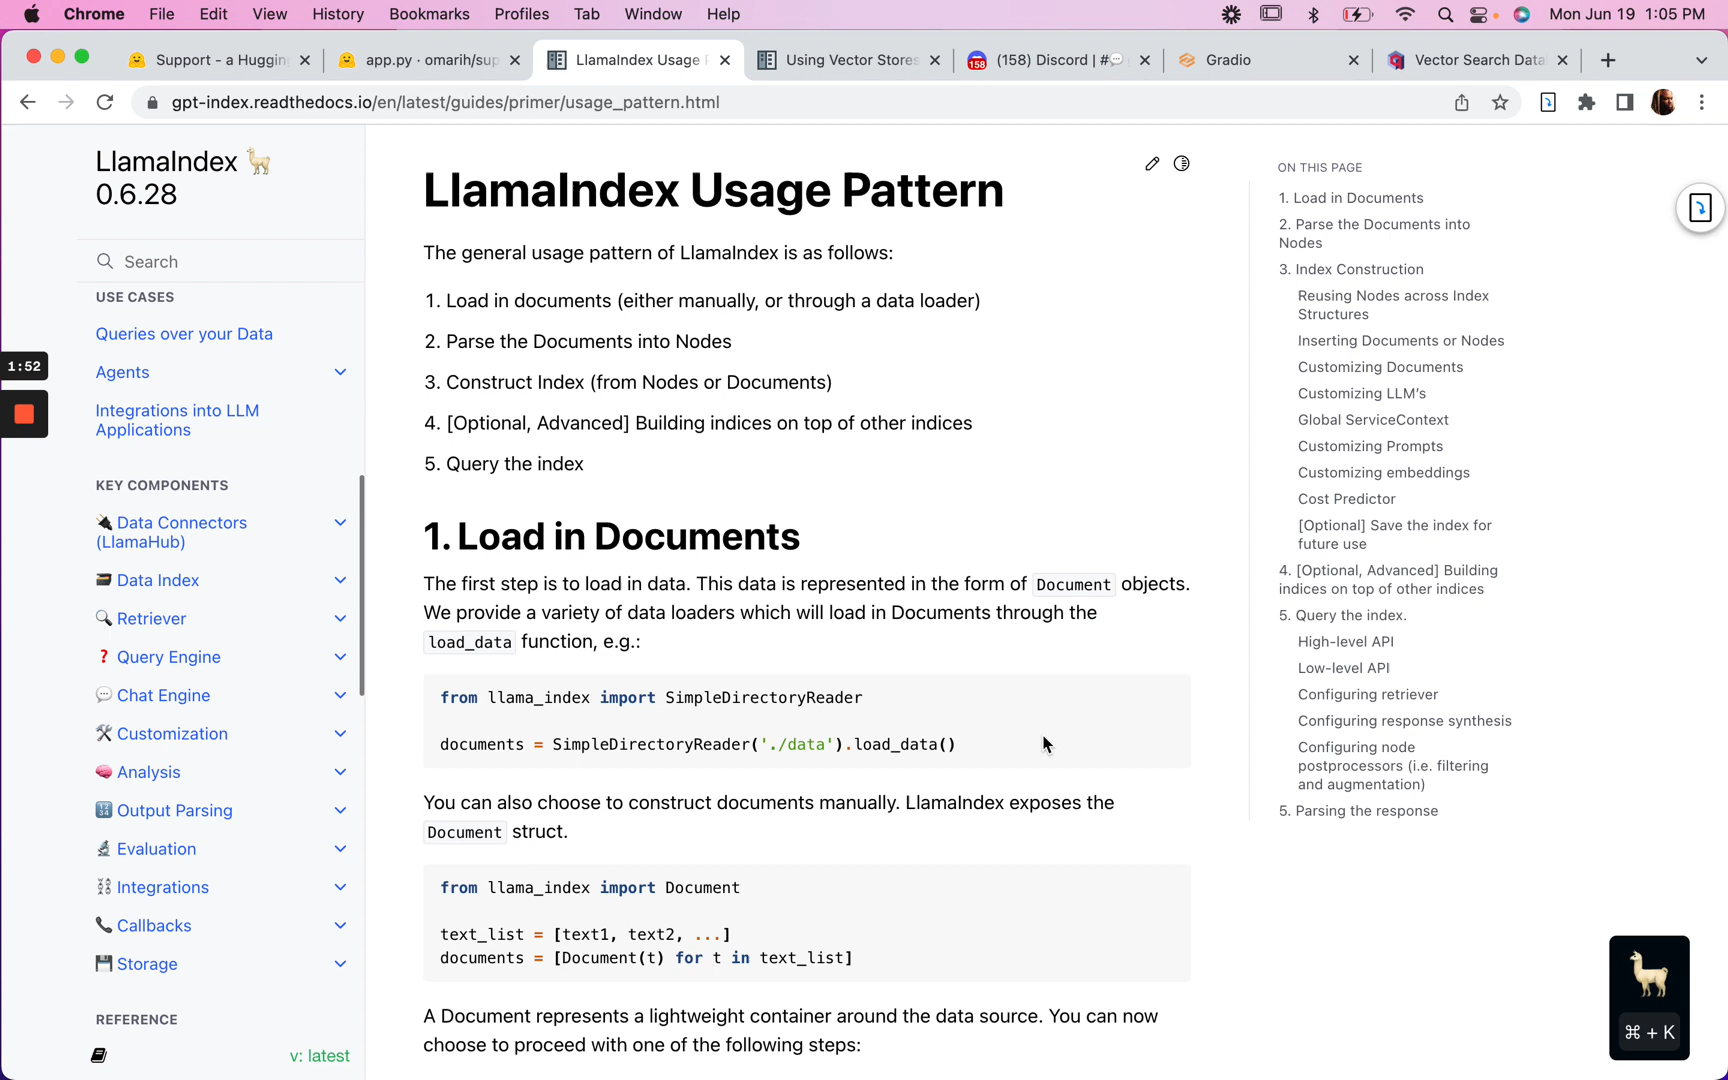 Chrome File Edit View History Bookmarks Profiles Tab Window Help Mon Jun 19 1:05 PM
Support - a Hugging app.py · omarih/sup LlamaIndex Usage P Using Vector Stores (158) Discord | # Gradio Vector Search Data
gpt-index.readthedocs.io/en/latest/guides/primer/usage_pattern.html
LlamaIndex
0.6.28
Search
USE CASES
Queries over your Data
Agents
Integrations into LLM
Applications
KEY COMPONENTS
Data Connectors
(LlamaHub)
Data Index
Retriever
Query Engine
Chat Engine
Customization
Analysis
Output Parsing
Evaluation
Integrations
Callbacks
Storage
REFERENCE
v: latest
1:52
LlamaIndex Usage Pattern
The general usage pattern of LlamaIndex is as follows:
1. Load in documents (either manually, or through a data loader)
2. Parse the Documents into Nodes
3. Construct Index (from Nodes or Documents)
4. [Optional, Advanced] Building indices on top of other indices
5. Query the index
1. Load in Documents
The first step is to load in data. This data is represented in the form of Document objects.
We provide a variety of data loaders which will load in Documents through the
load_data function, e.g.:
from llama_index import SimpleDirectoryReader
documents = SimpleDirectoryReader('./data').load_data()
You can also choose to construct documents manually. LlamaIndex exposes the
Document struct.
from llama_index import Document
text_list = [text1, text2, ...]
documents = [Document(t) for t in text_list]
A Document represents a lightweight container around the data source. You can now
choose to proceed with one of the following steps:
ON THIS PAGE
1. Load in Documents
2. Parse the Documents into
Nodes
3. Index Construction
Reusing Nodes across Index
Structures
Inserting Documents or Nodes
Customizing Documents
Customizing LLM's
Global ServiceContext
Customizing Prompts
Customizing embeddings
Cost Predictor
[Optional] Save the index for
future use
4. [Optional, Advanced] Building
indices on top of other indices
5. Query the index.
High-level API
Low-level API
Configuring retriever
Configuring response synthesis
Configuring node
postprocessors (i.e. filtering
and augmentation)
5. Parsing the response
⌘ + K